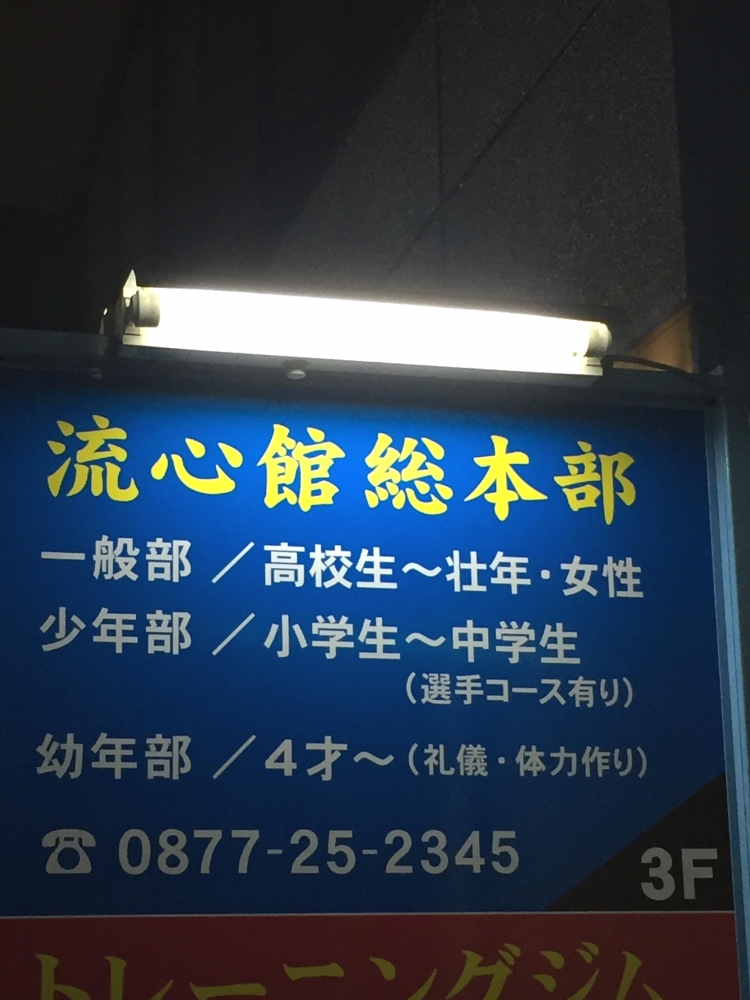 流心館総本部
一般部 ／高校生～壮年・女性
少年部 ／小学生～中学生
（選手コース有り）
幼年部 ／４才～（礼儀・体力作り）
☎ 0877-25-2345
3F
トレーニングジム